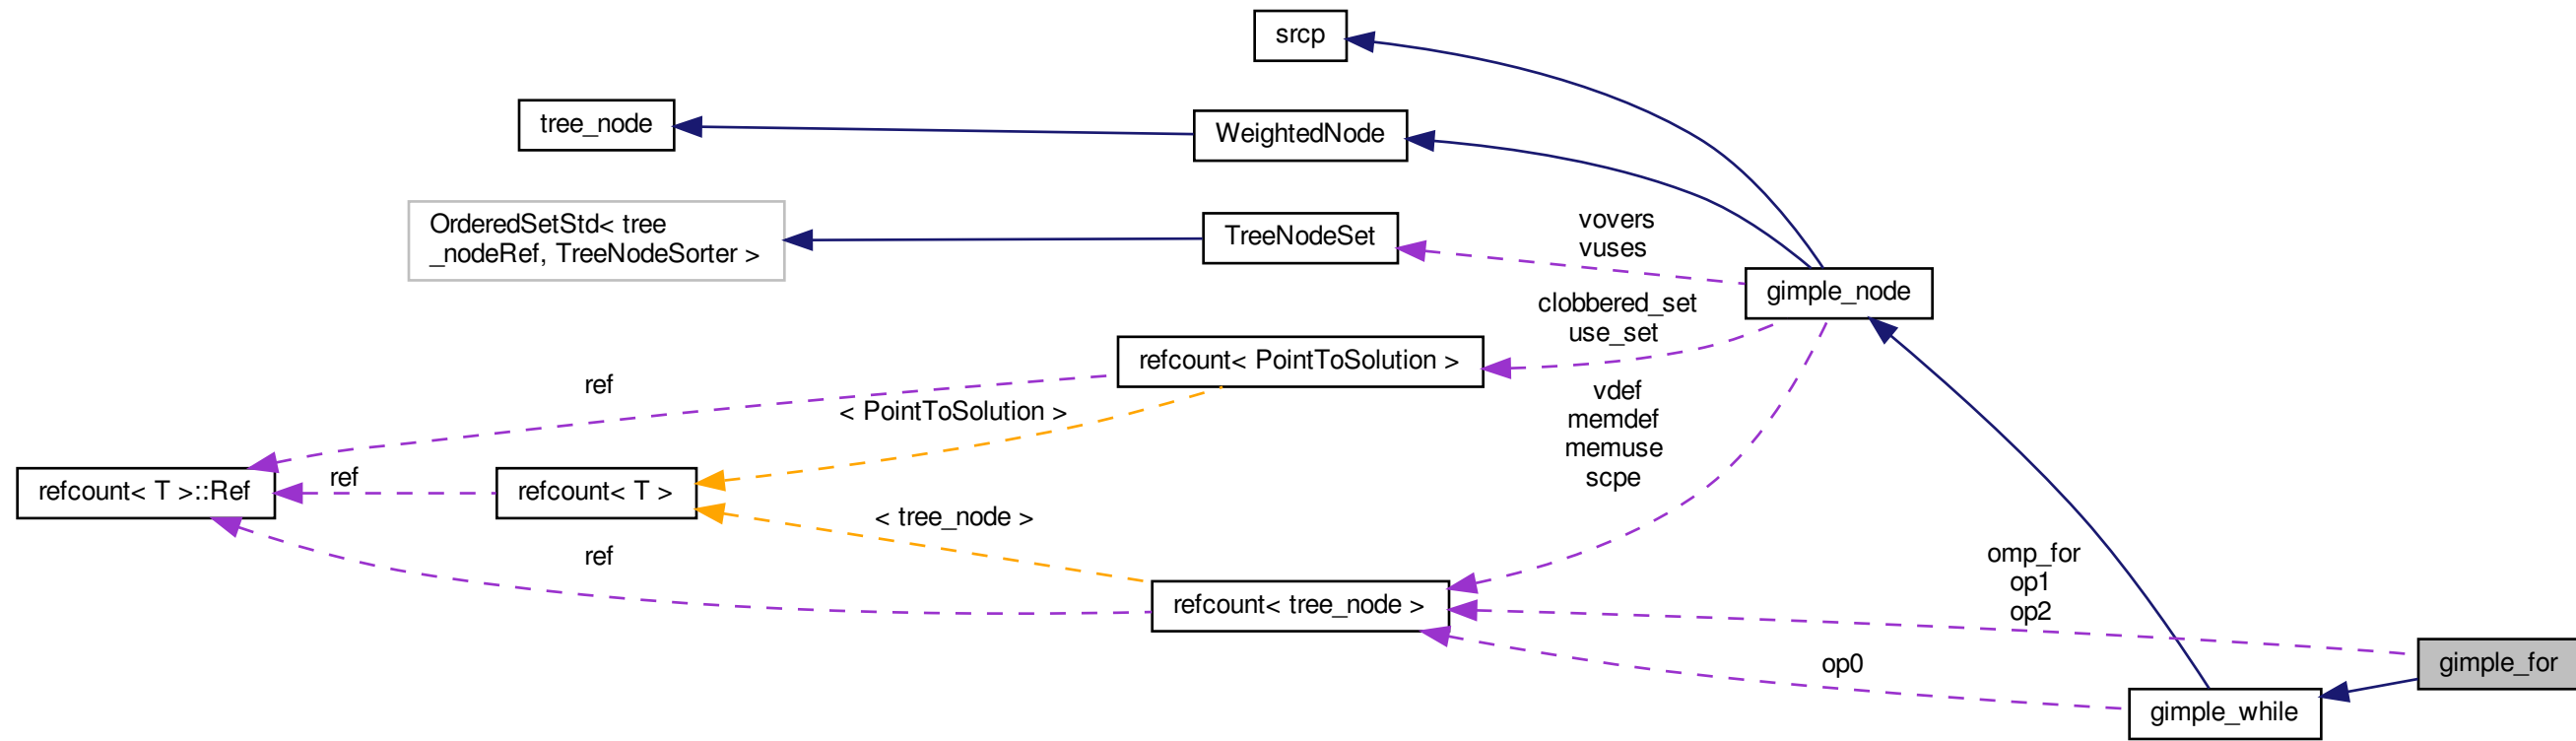 srcp
tree_node
WeightedNode
OrderedSetStd< tree
_nodeRef, TreeNodeSorter >
TreeNodeSet
vovers
vuses
gimple_node
clobbered_set
use_set
refcount< PointToSolution >
ref
< PointToSolution >
vdef
memdef
memuse
scpe
refcount< T >::Ref
ref
refcount< T >
< tree_node >
ref
refcount< tree_node >
omp_for
op1
op2
op0
gimple_for
gimple_while